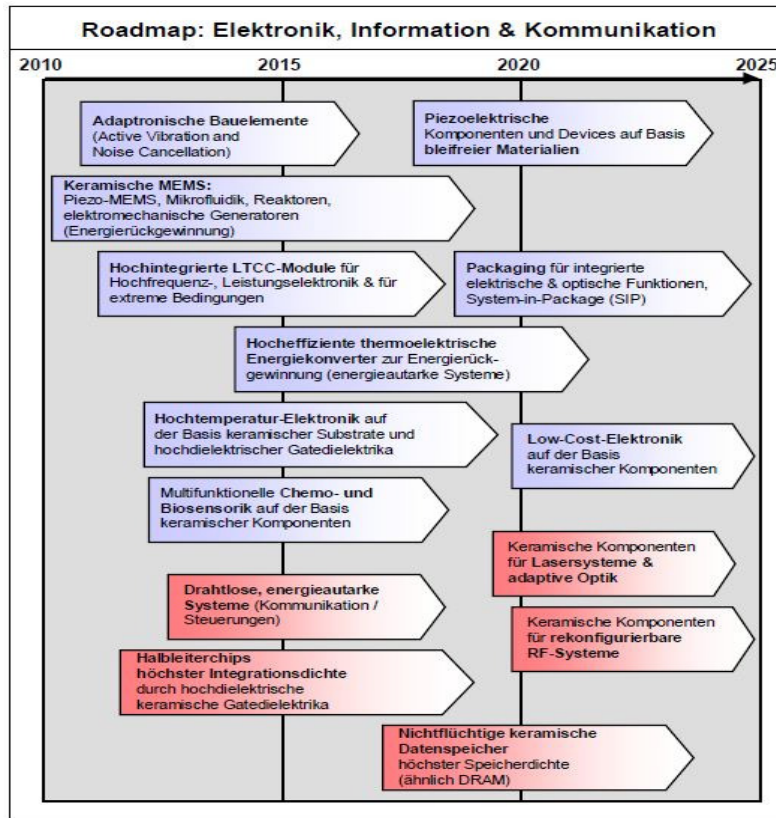 Roadmap: Elektronik, Information & Kommunikation
2010 2015 2020 2025
Adaptronische Bauelemente
(Active Vibration and
Noise Cancellation)
Piezoelektrische
Komponenten und Devices auf Basis
bleifreier Materialien
Keramische MEMS:
Piezo-MEMS, Mikrofluidik, Reaktoren,
elektromechanische Generatoren
(Energierückgewinnung)
Hochintegrierte LTCC-Module für
Hochfrequenz-, Leistungselektronik & für
extreme Bedingungen
Packaging für integrierte
elektrische & optische Funktionen,
System-in-Package (SIP)
Hocheffiziente thermoelektrische
Energiekonverter zur Energierück-
gewinnung (energieautarke Systeme)
Hochtemperatur-Elektronik auf
der Basis keramischer Substrate und
hochdielektrischer Gatedielektrika
Low-Cost-Elektronik
auf der Basis
keramischer Komponenten
Multifunktionelle Chemo- und
Biosensorik auf der Basis
keramischer Komponenten
Keramische Komponenten
für Lasersysteme &
adaptive Optik
Drahtlose, energieautarke
Systeme (Kommunikation /
Steuerungen)
Keramische Komponenten
für rekonfigurierbare
RF-Systeme
Halbleiterchips
höchster Integrationsdichte
durch hochdielektrische
keramische Gatedielektrika
Nichtflüchtige keramische
Datenspeicher
höchster Speicherdichte
(ähnlich DRAM)